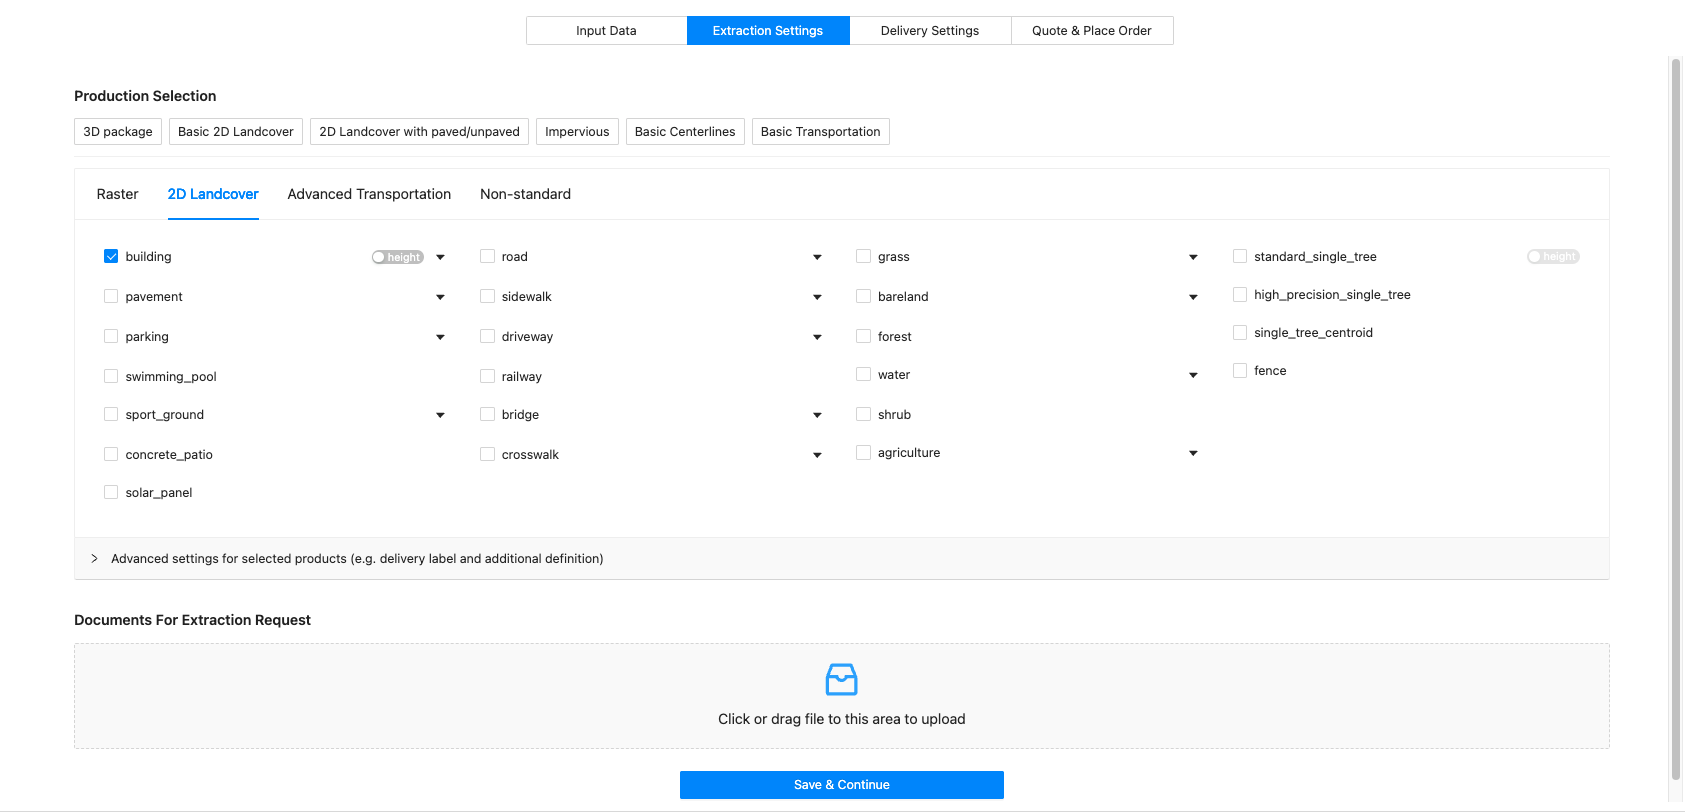 Input Data
Extraction Settings
Delivery Settings
Quote & Place Order
Production Selection
3D package
Basic 2D Landcover
2D Landcover with paved/unpaved
Impervious
Basic Centerlines
Basic Transportation
Raster
2D Landcover
Advanced Transportation
Non-standard
building
height
pavement
parking
swimming_pool
sport_ground
concrete_patio
solar_panel
road
sidewalk
driveway
railway
bridge
crosswalk
grass
bareland
forest
water
shrub
agriculture
standard_single_tree
height
high_precision_single_tree
single_tree_centroid
fence
Advanced settings for selected products (e.g. delivery label and additional definition)
Documents For Extraction Request
Click or drag file to this area to upload
Save & Continue